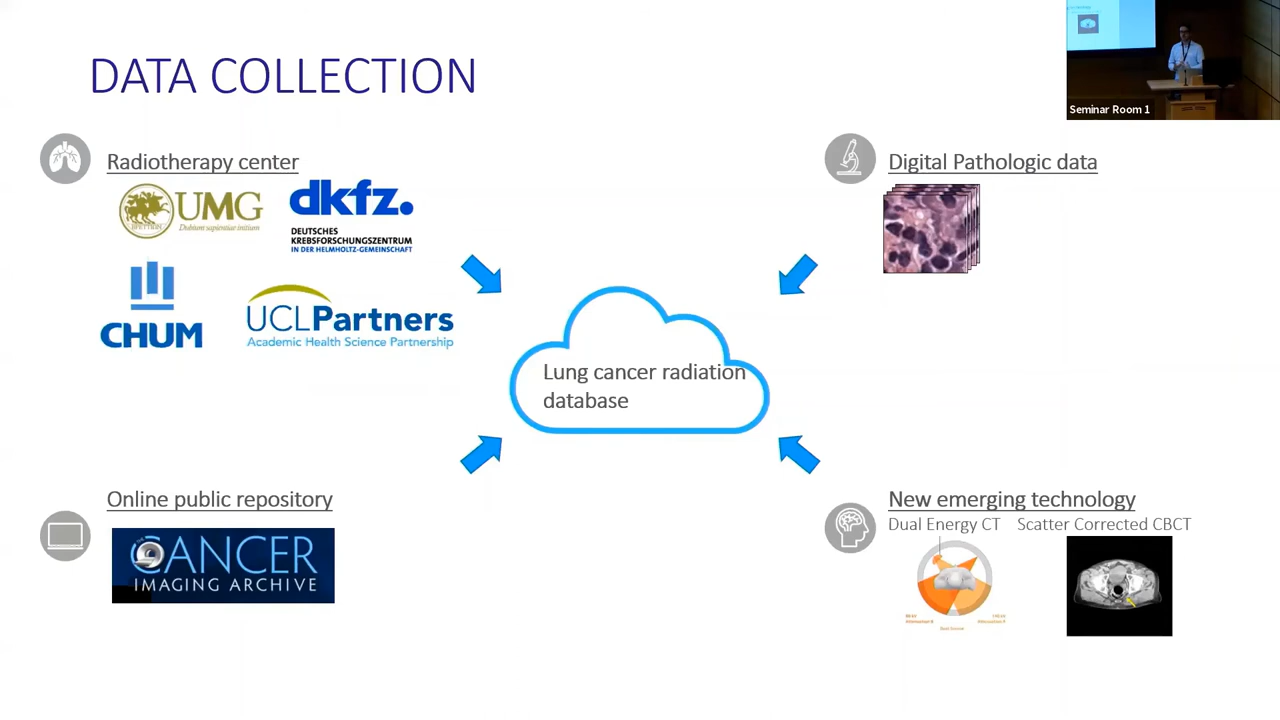 DATA COLLECTION
Seminar Room 1
Radiotherapy center
UMG
Dubium sapientiae initium
dkfz.
DEUTSCHES
KREBSFORSCHUNGSZENTRUM
IN DER HELMHOLTZ-GEMEINSCHAFT
CHUM
UCLPartners
Academic Health Science Partnership
Digital Pathologic data
Lung cancer radiation
database
Online public repository
CANCER
IMAGING ARCHIVE
New emerging technology
Dual Energy CT
Scatter Corrected CBCT